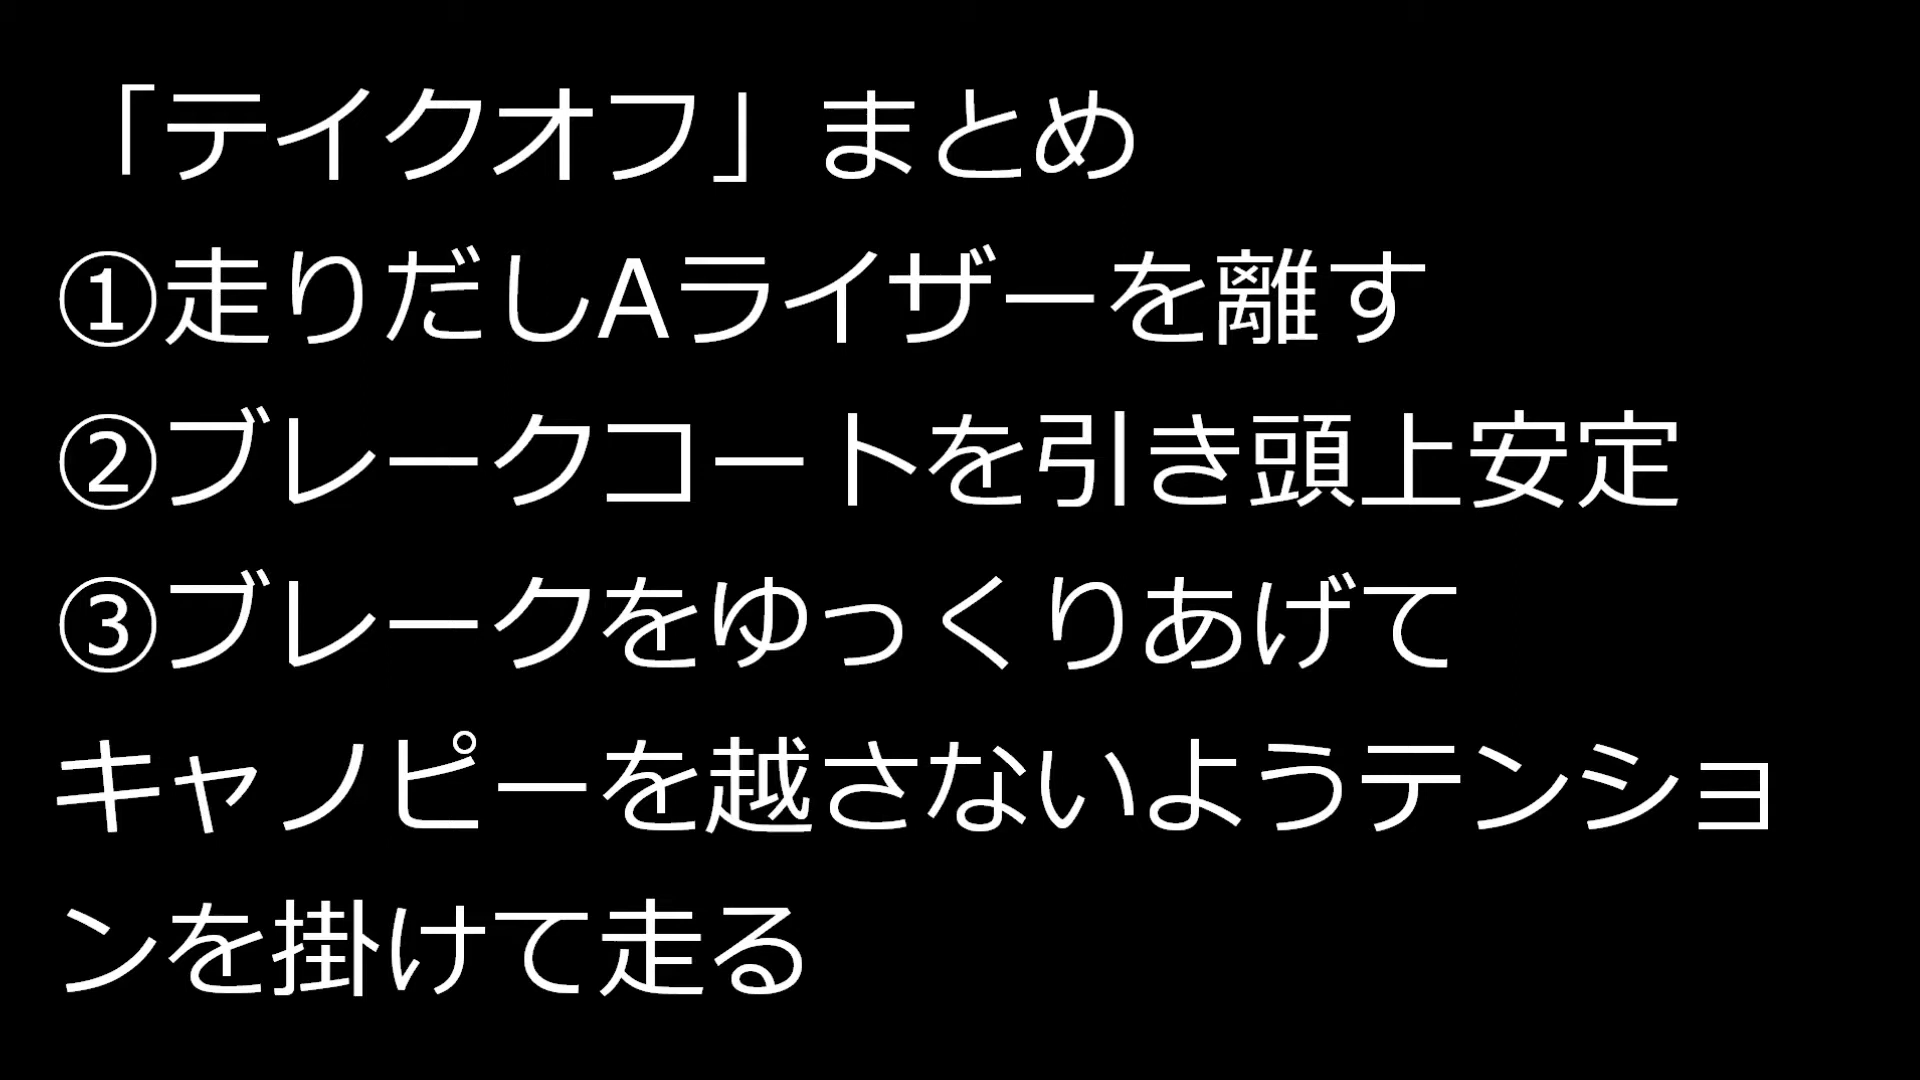 「テイクオフ」まとめ
①走りだしAライザーを離す
②ブレークコートを引き頭上安定
③ブレークをゆっくりあげて
キャノピーを越さないようテンショ
ンを掛けて走る